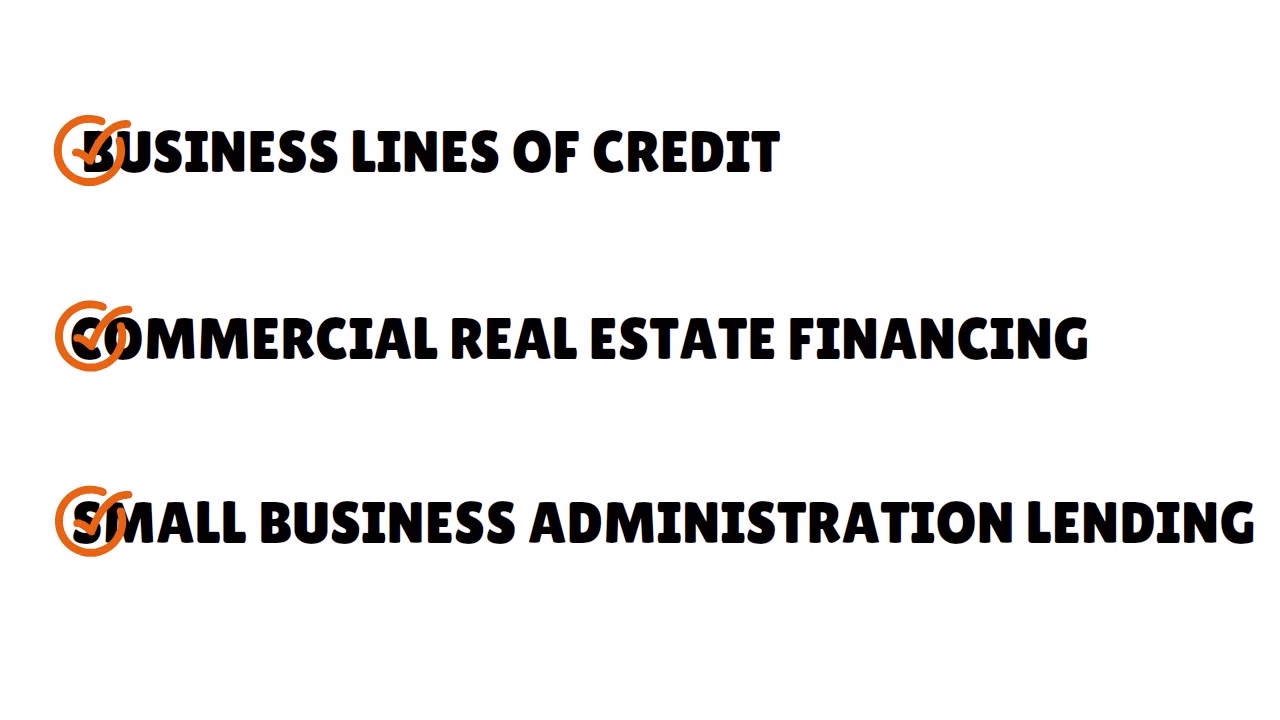 BUSINESS LINES OF CREDIT
COMMERCIAL REAL ESTATE FINANCING
SMALL BUSINESS ADMINISTRATION LENDING